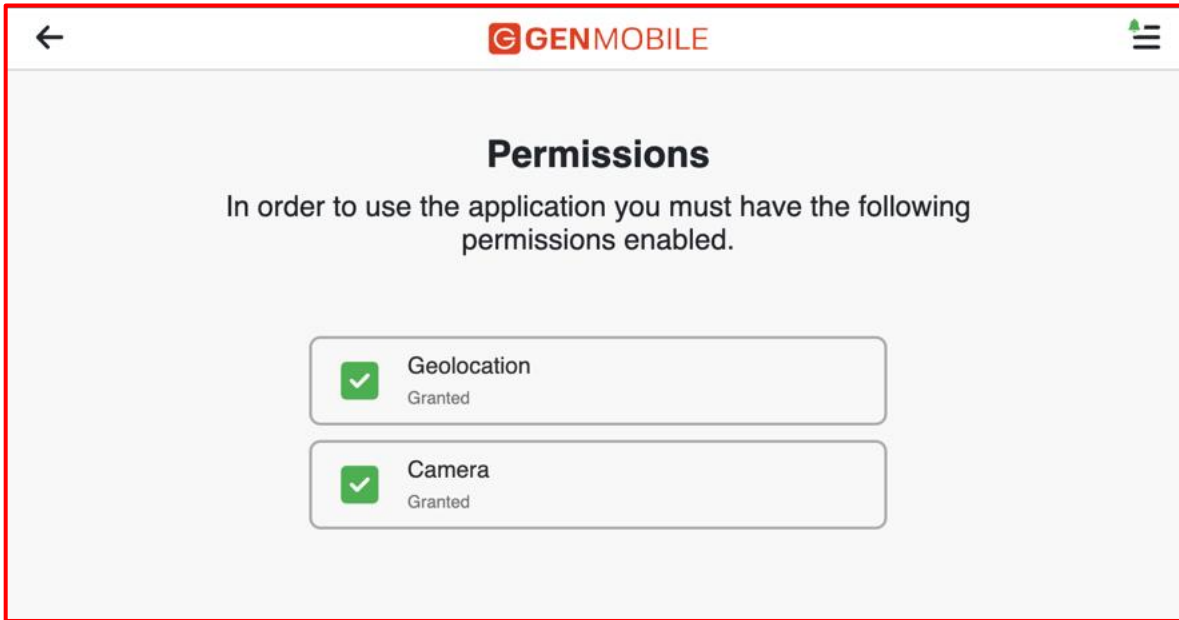 GENMOBILE
Permissions
In order to use the application you must have the following
permissions enabled.
Geolocation
Granted
Camera
Granted